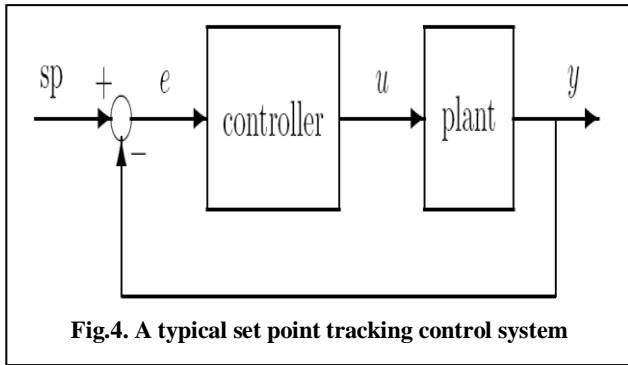 sp + e controller u plant y
−
Fig.4. A typical set point tracking control system